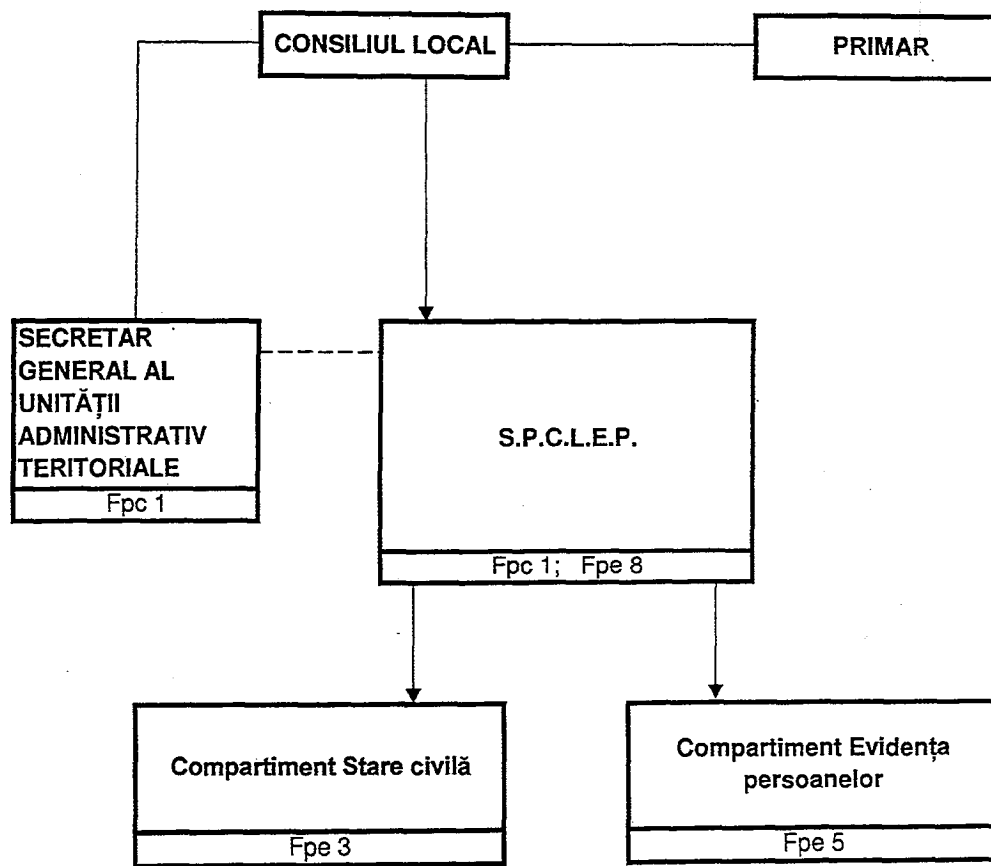 CONSILIUL LOCAL
PRIMAR
SECRETAR
GENERAL AL
UNITĂȚII
ADMINISTRATIV
TERITORIALE
Fpc 1
S.P.C.L.E.P.
Fpc 1; Fpe 8
Compartiment Stare civilă
Fpe 3
Compartiment Evidența
persoanelor
Fpe 5